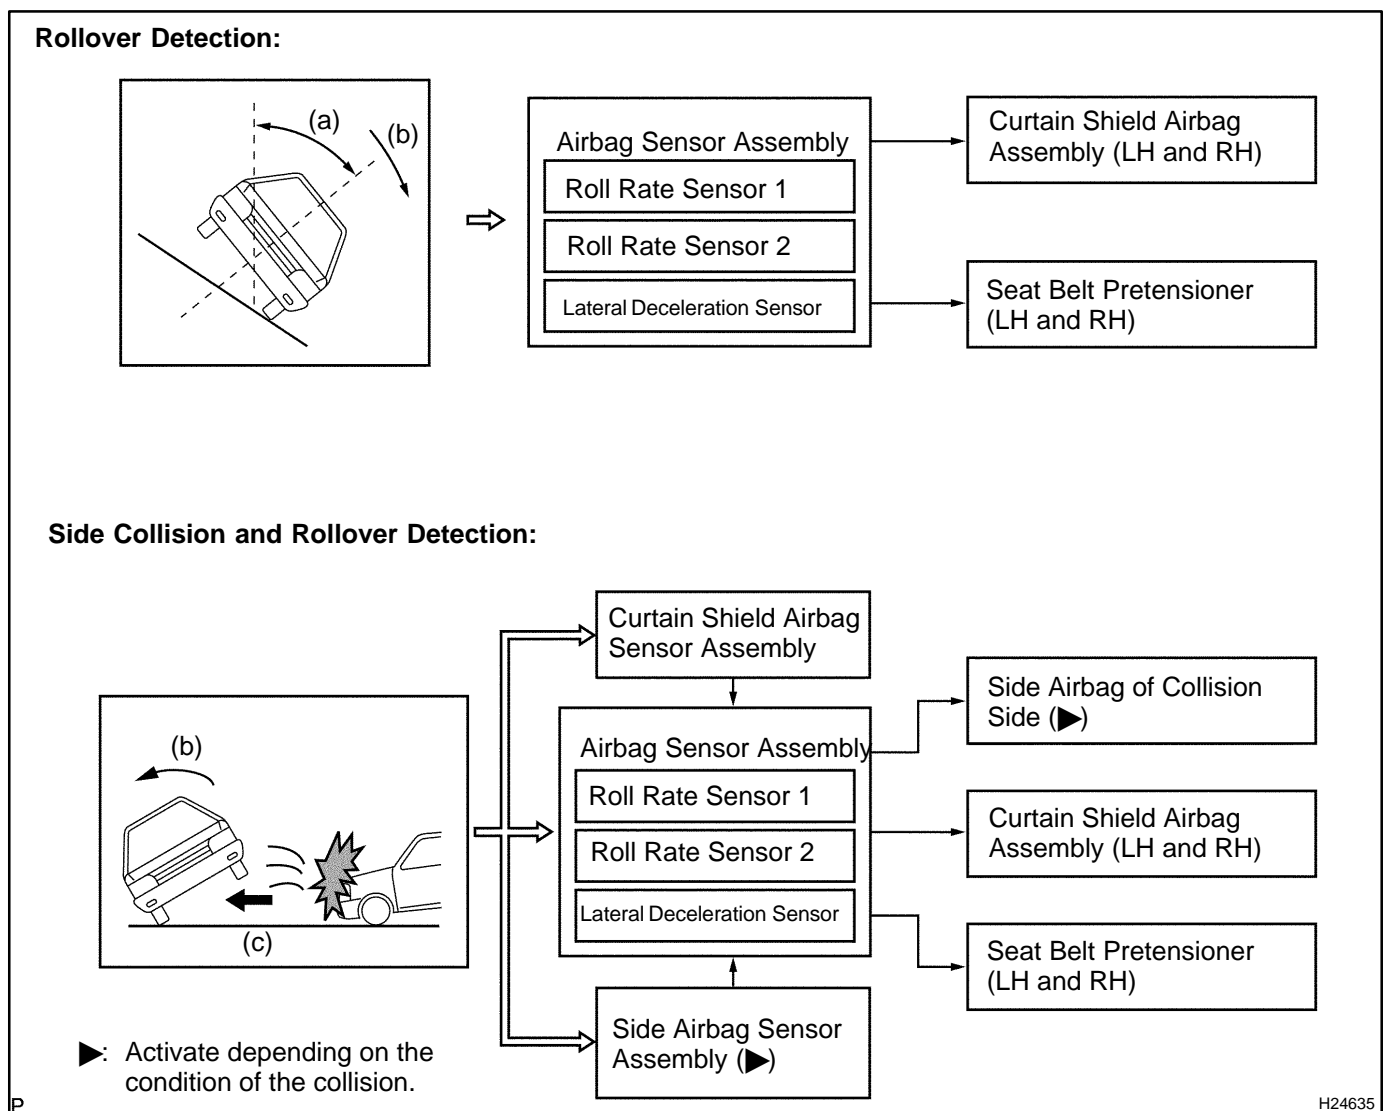 Rollover Detection:
(a)
(b)
Airbag Sensor Assembly
Roll Rate Sensor 1
Roll Rate Sensor 2
Lateral Deceleration Sensor
Curtain Shield Airbag
Assembly (LH and RH)
Seat Belt Pretensioner
(LH and RH)
Side Collision and Rollover Detection:
(b)
(c)
Curtain Shield Airbag
Sensor Assembly
Airbag Sensor Assembly
Roll Rate Sensor 1
Roll Rate Sensor 2
Lateral Deceleration Sensor
Side Airbag Sensor
Assembly (▶)
Side Airbag of Collision
Side (▶)
Curtain Shield Airbag
Assembly (LH and RH)
Seat Belt Pretensioner
(LH and RH)
▶: Activate depending on the
condition of the collision.
P
H24635